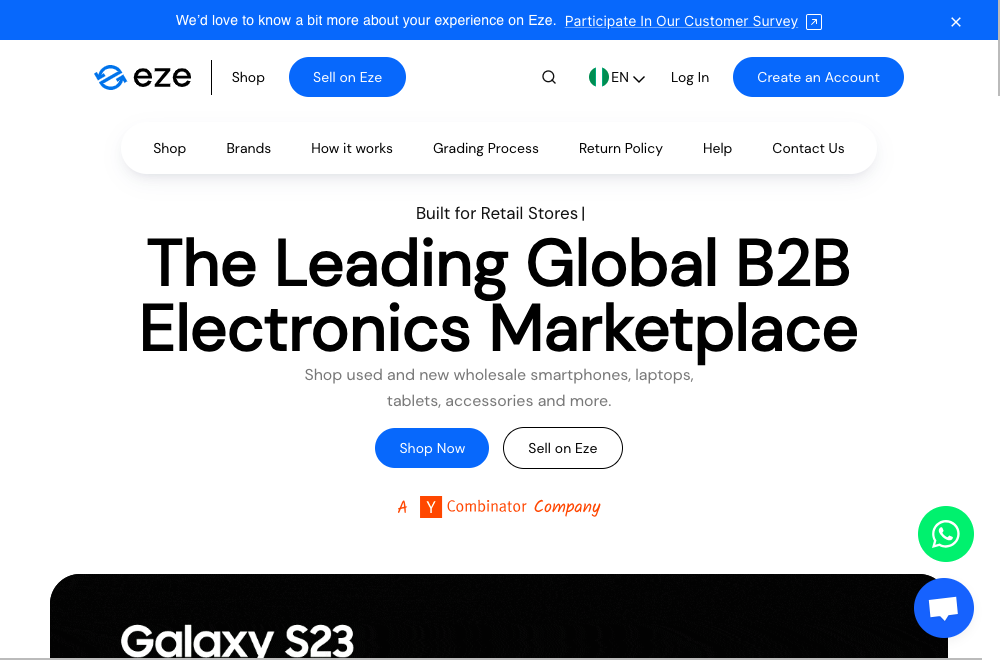 We'd love to know a bit more about your experience on Eze. Participate In Our Customer Survey
eze Shop Sell on Eze EN Log In Create an Account
Shop Brands How it works Grading Process Return Policy Help Contact Us
Built for Retail Stores|
The Leading Global B2B
Electronics Marketplace
Shop used and new wholesale smartphones, laptops,
tablets, accessories and more.
Shop Now Sell on Eze
A Y Combinator Company
Galaxy S23